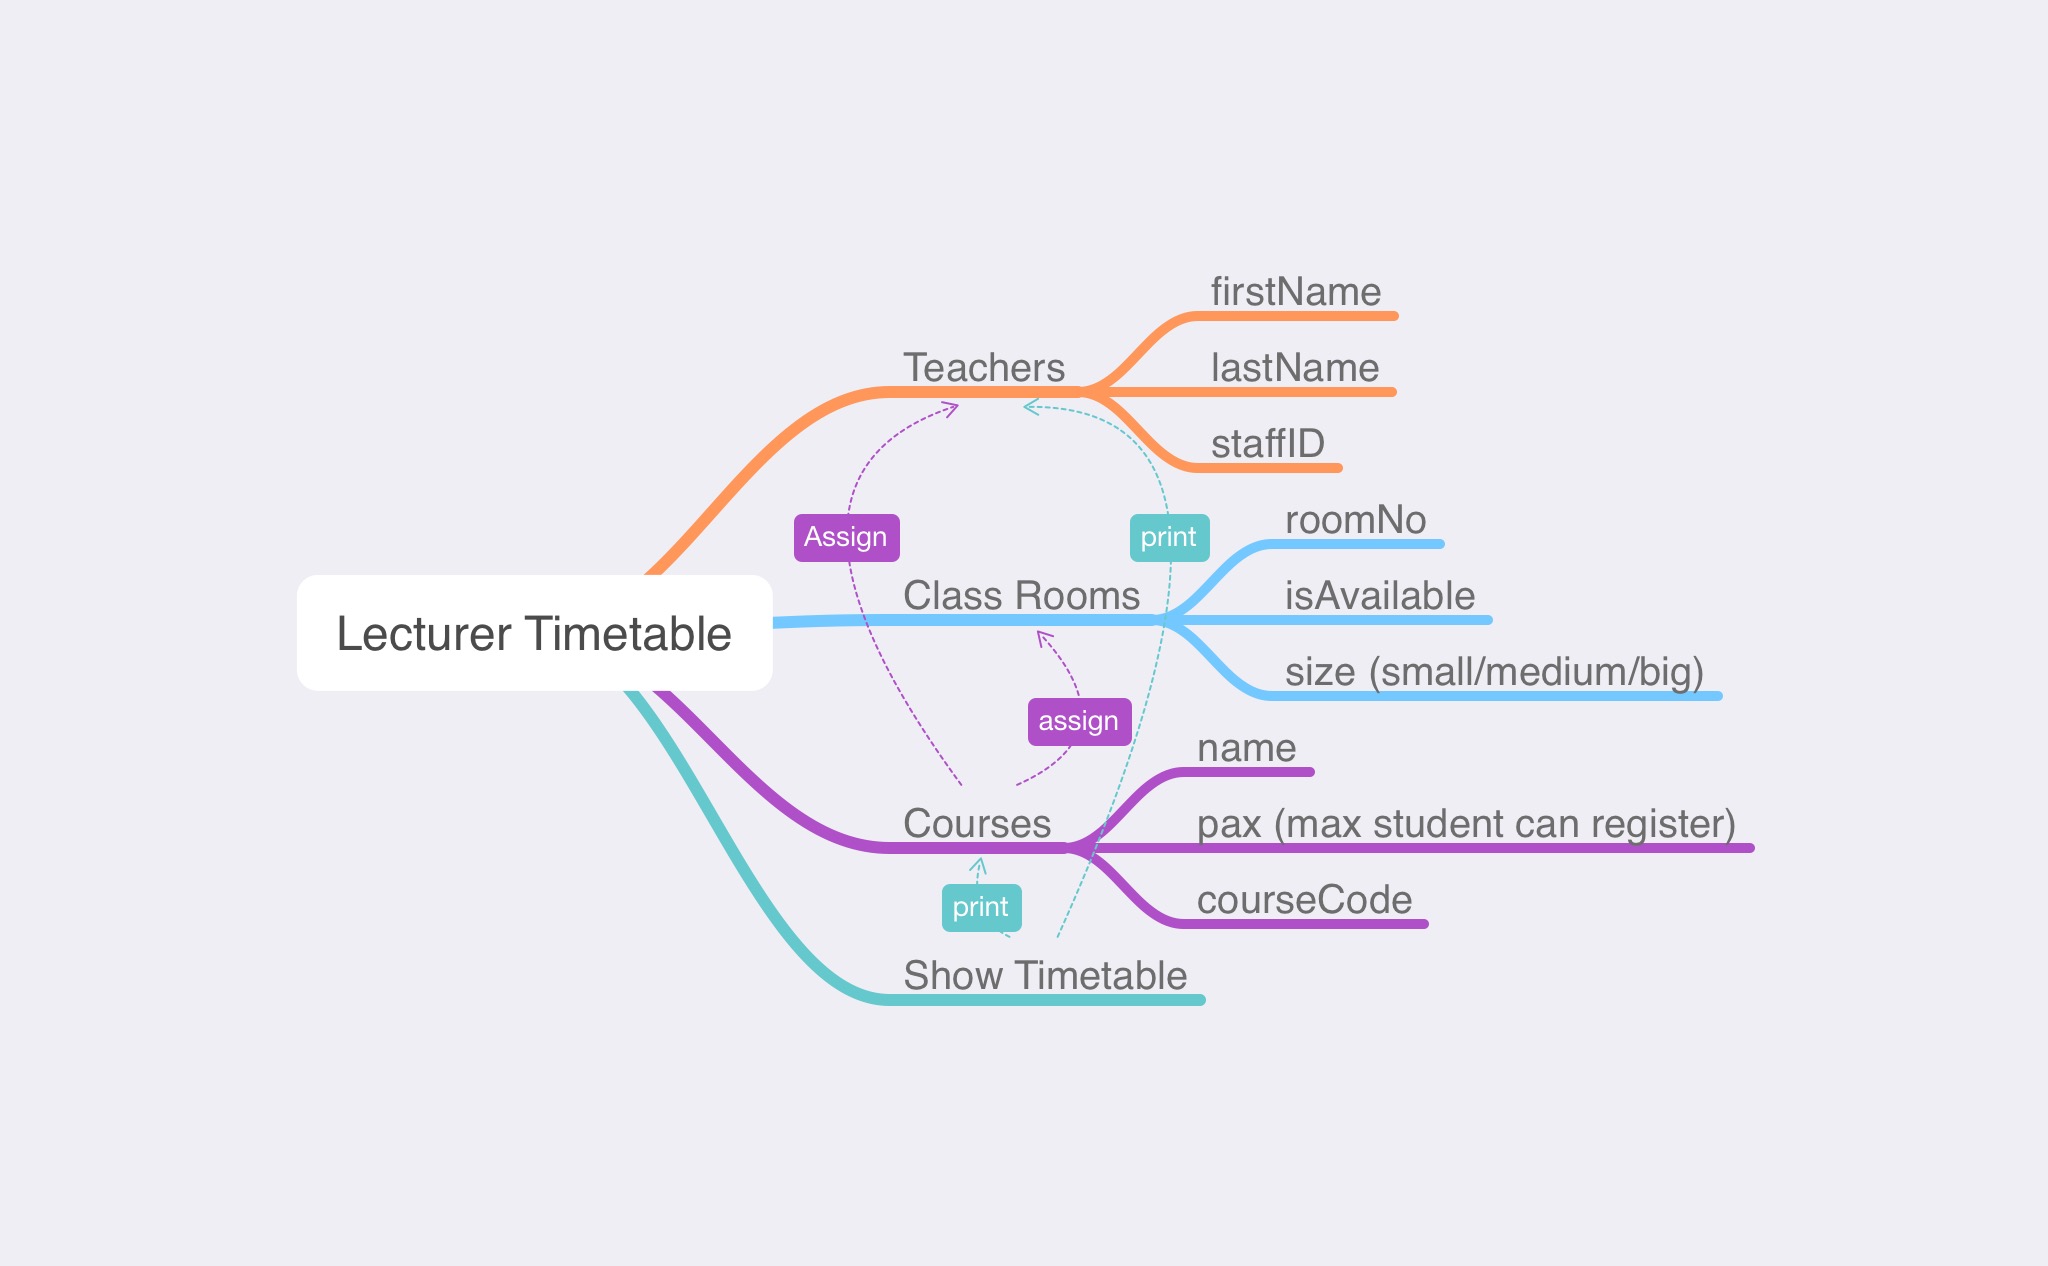 Lecturer Timetable
Teachers
firstName
lastName
staffID
Assign
print
Class Rooms
roomNo
isAvailable
size (small/medium/big)
assign
Courses
name
pax (max student can register)
courseCode
print
Show Timetable